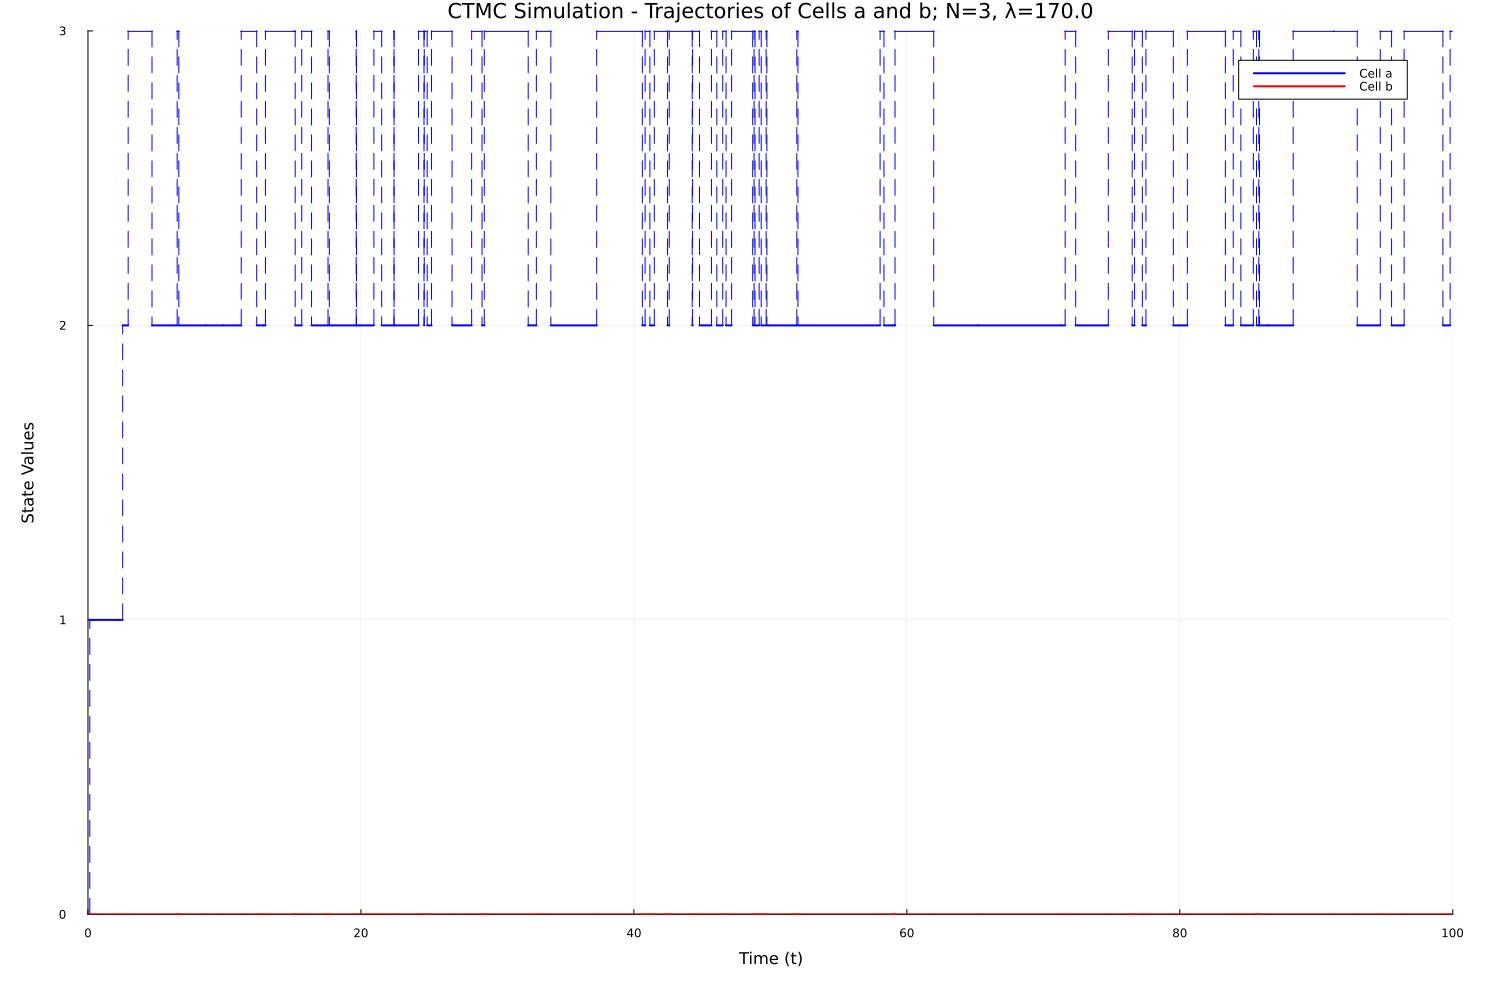 CTMC Simulation - Trajectories of Cells a and b; N=3, λ=170.0
3
Cell a
Cell b
2
State Values
1
0
0 20 40 60 80 100
Time (t)